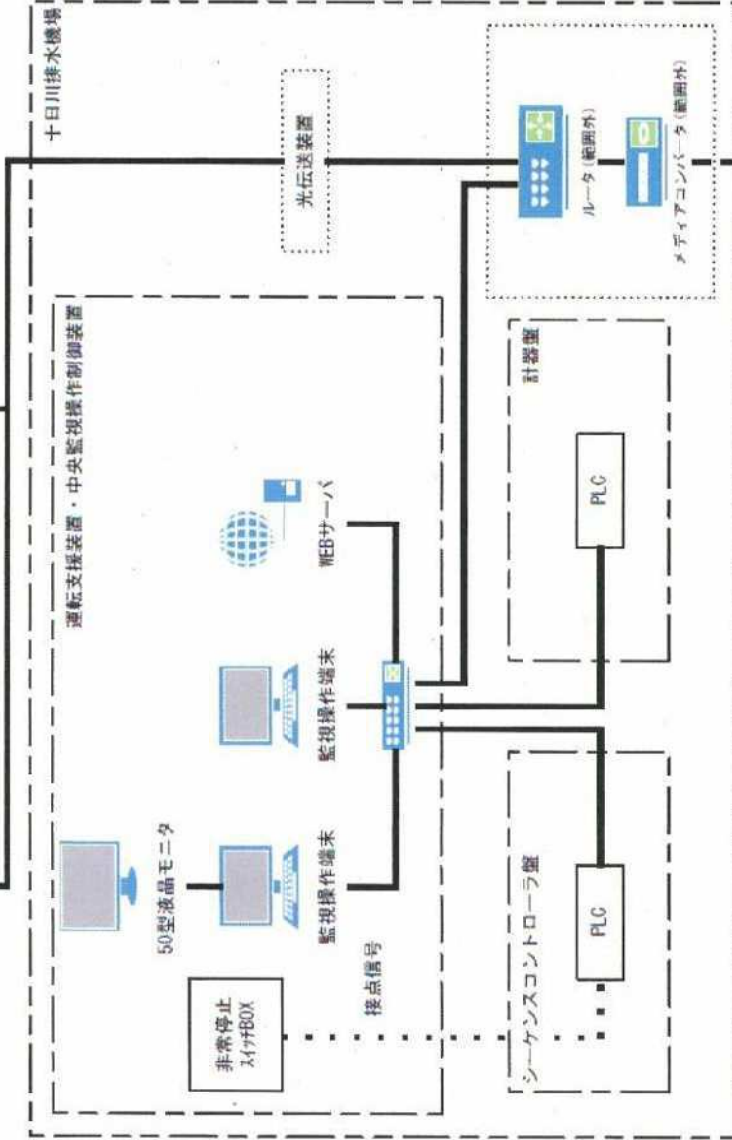 十日川排水機場
運転支援装置・中央監視操作制御装置
50型液晶モニタ
非常停止
スイッチBOX
監視操作端末
監視操作端末
WEBサーバ
接点信号
光伝送装置
シーケンスコントローラ盤
PLC
計器盤
PLC
ルータ(範囲外)
メディアコンバータ(範囲外)